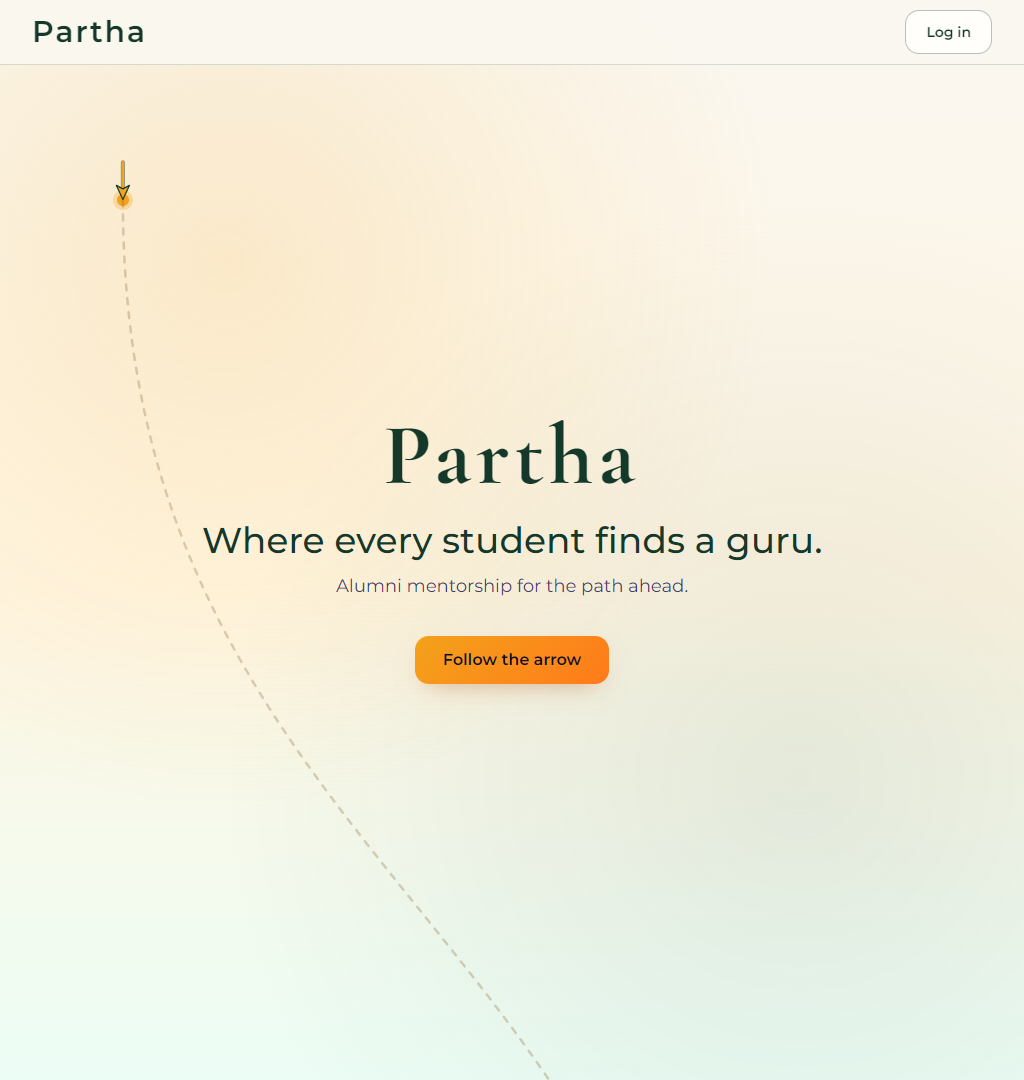 Partha
Log in
Partha
Where every student finds a guru.
Alumni mentorship for the path ahead.
Follow the arrow